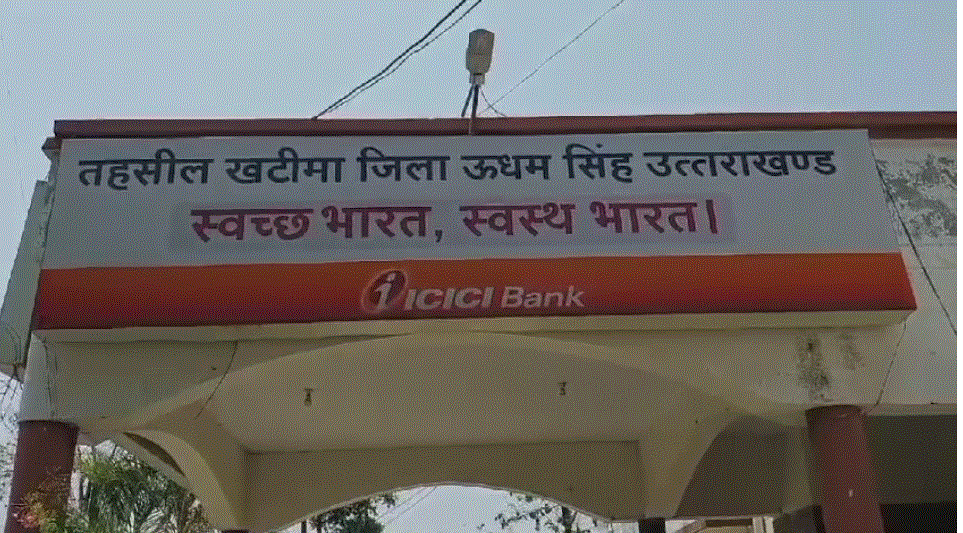 तहसील खटीमा जिला ऊधम सिंह उत्तराखण्ड
स्वच्छ भारत, स्वस्थ भारत।
ICICI Bank